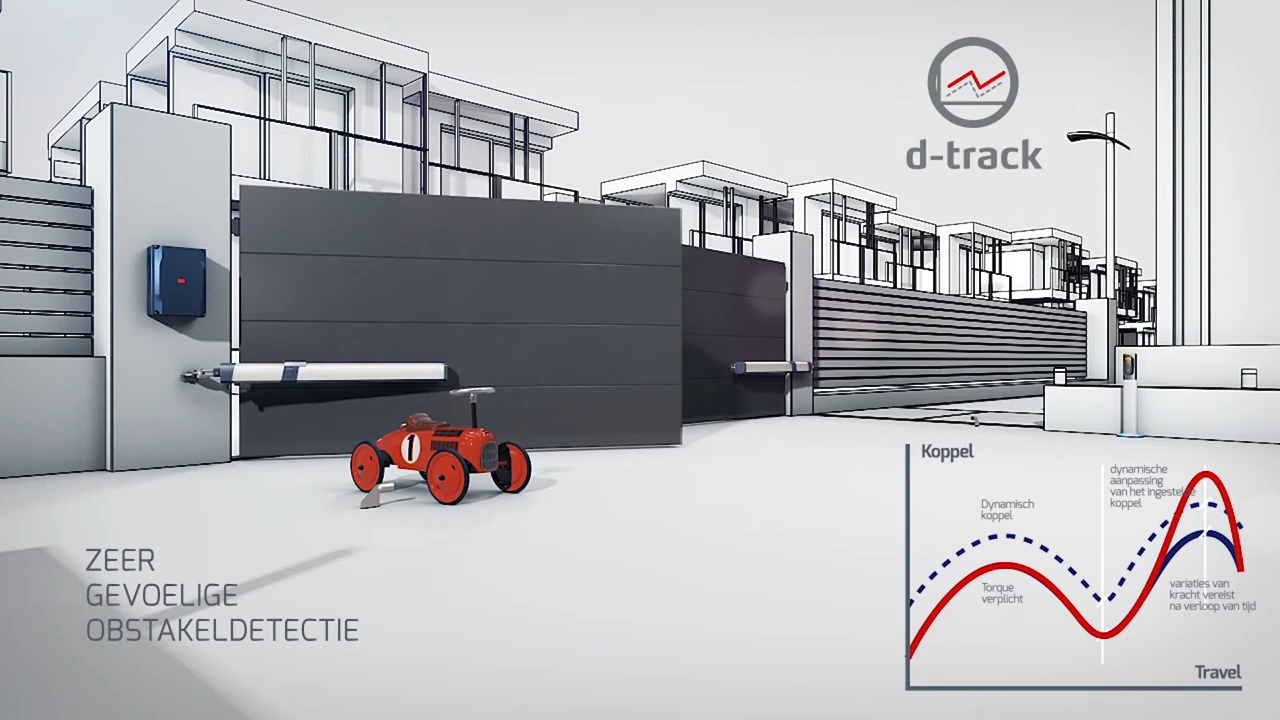 d-track
1
Koppel
dynamische
aanpassing
van het ingestelde
koppel
Dynamisch
koppel
Torque
verplicht
variaties van
kracht vereist
na verloop van tijd
Travel
ZEER
GEVOELIGE
OBSTAKELDETECTIE